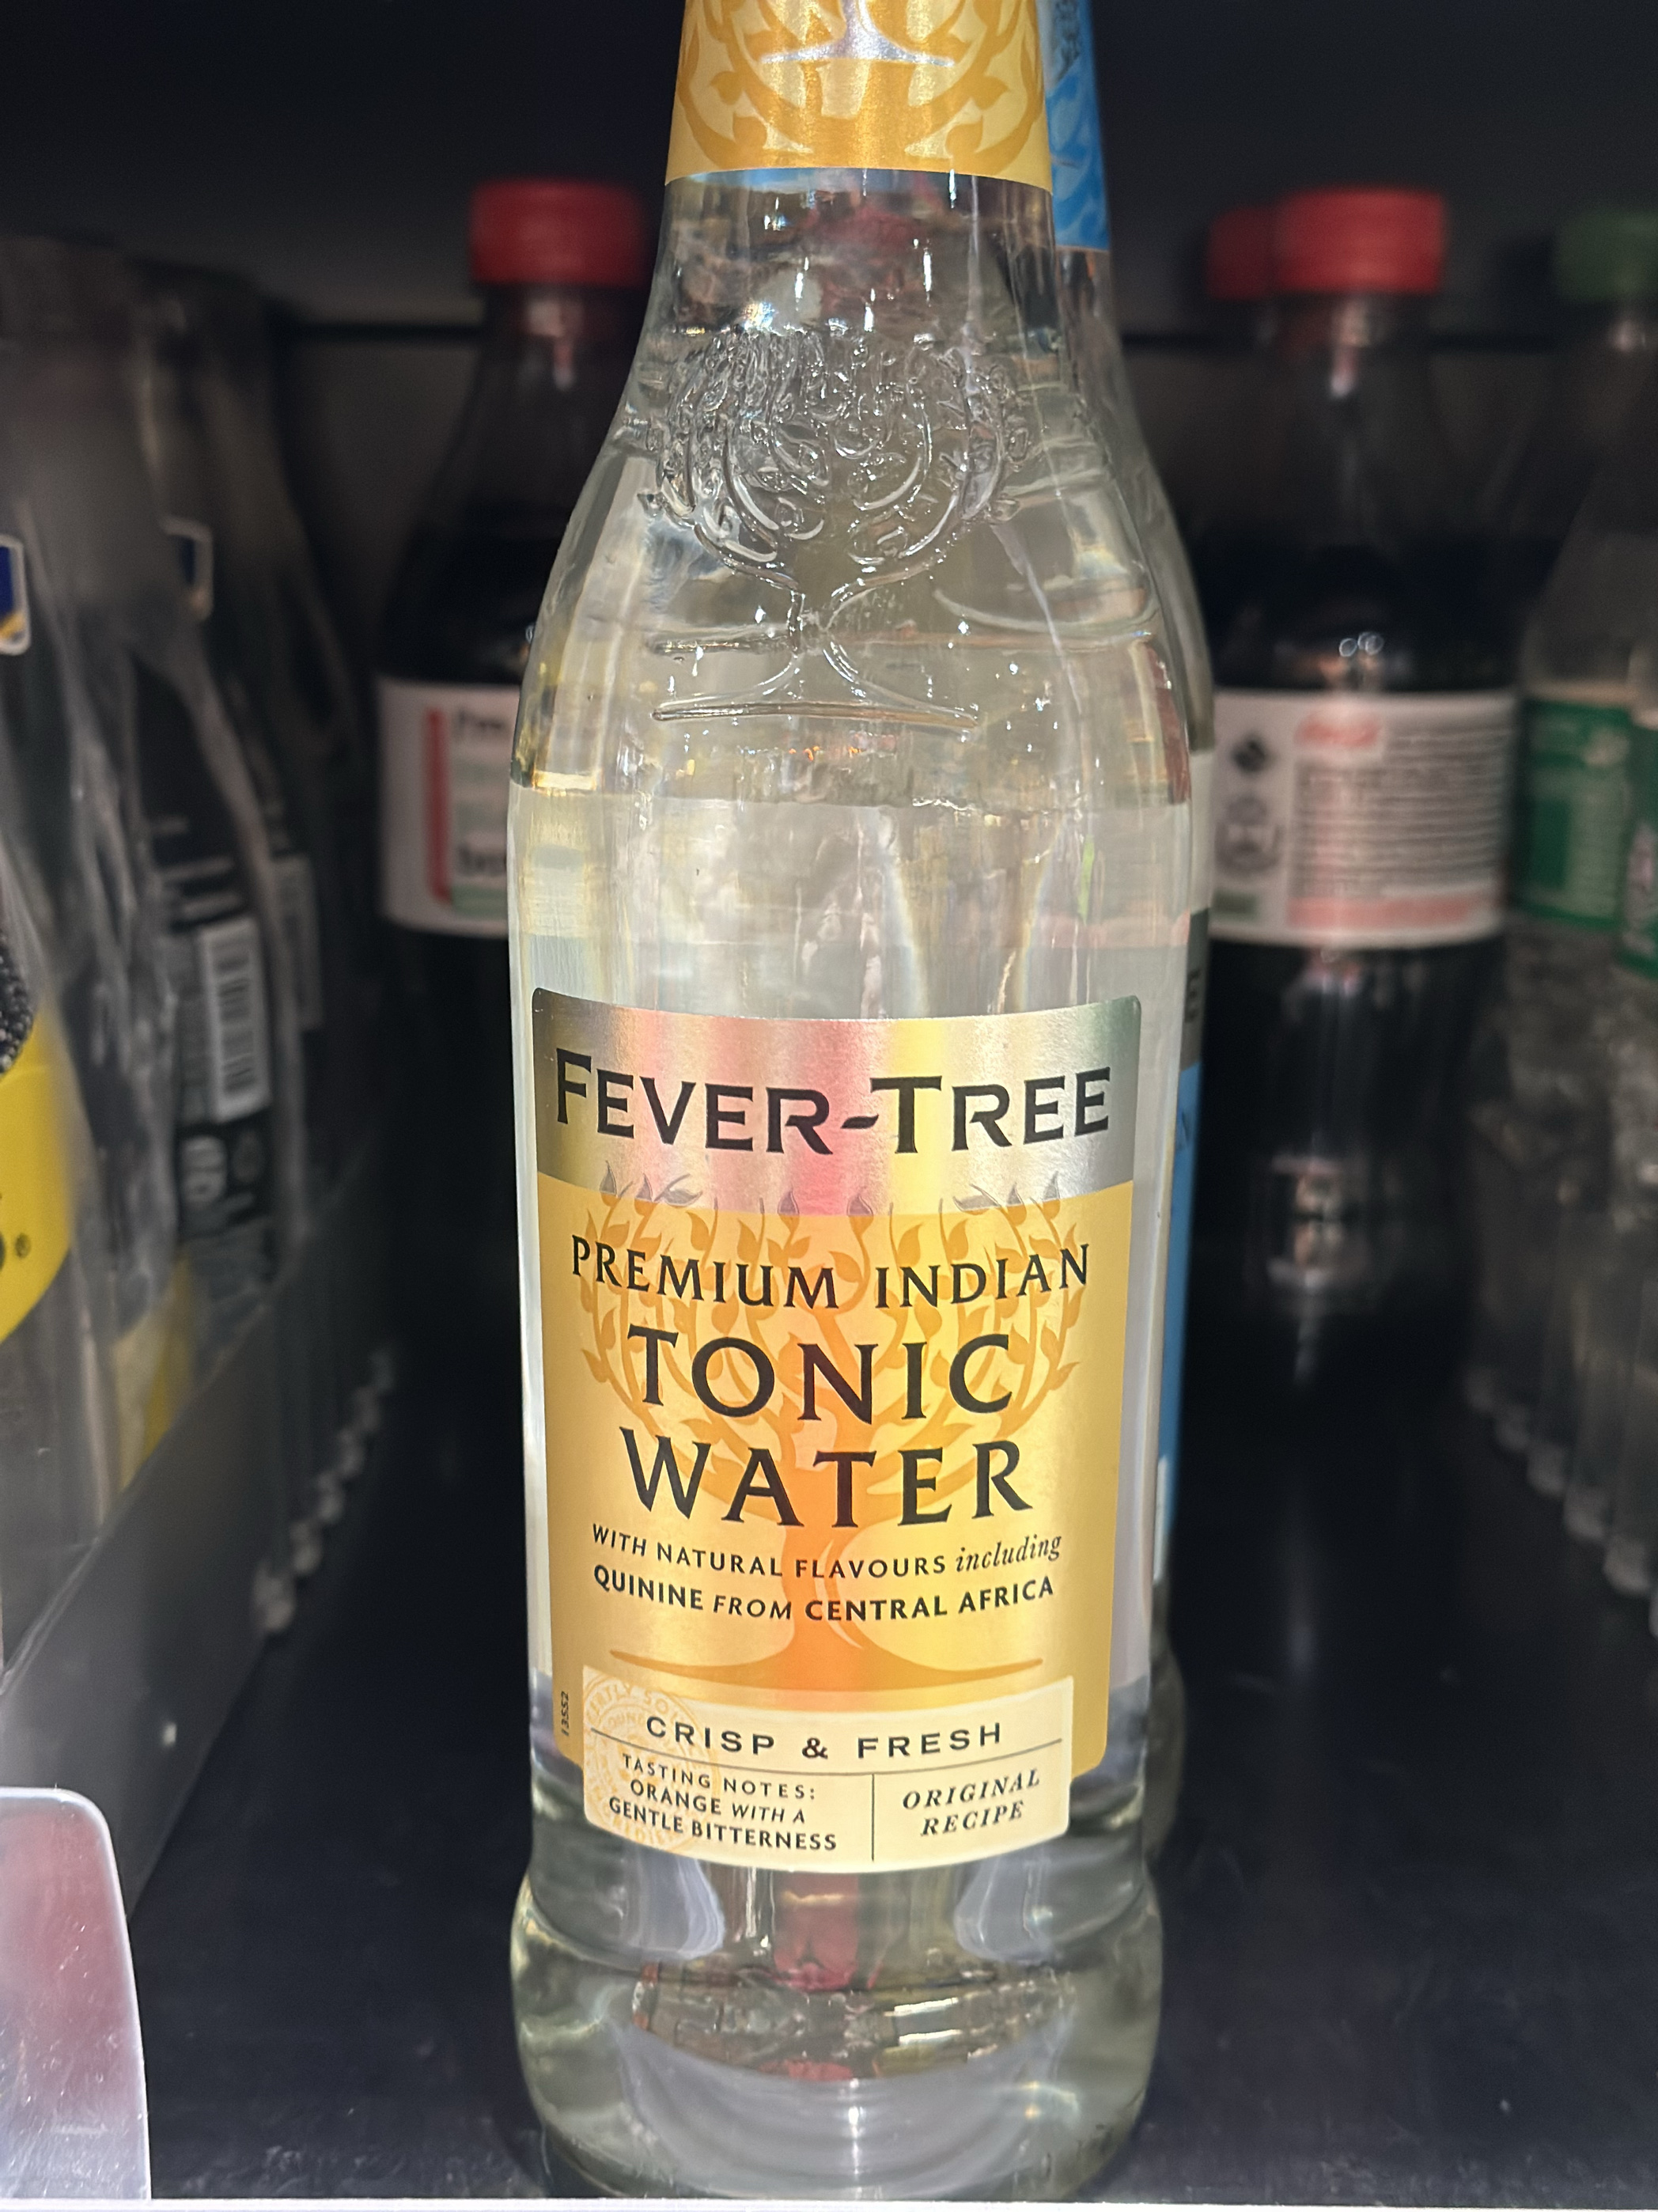 FEVER-TREE
PREMIUM INDIAN
TONIC
WATER
WITH NATURAL FLAVOURS including
QUININE FROM CENTRAL AFRICA
13552
CRISP & FRESH
TASTING NOTES:
ORANGE WITH A
GENTLE BITTERNESS
ORIGINAL
RECIPE